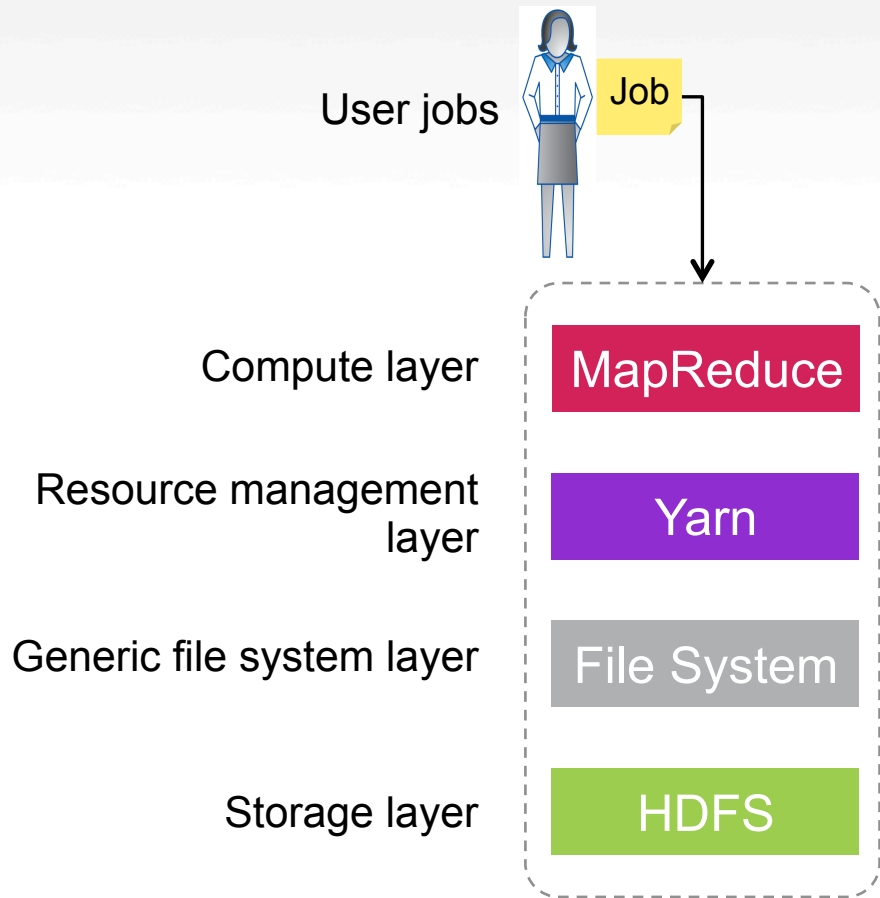 User jobs
Job
Compute layer
MapReduce
Resource management
layer
Yarn
Generic file system layer
File System
Storage layer
HDFS